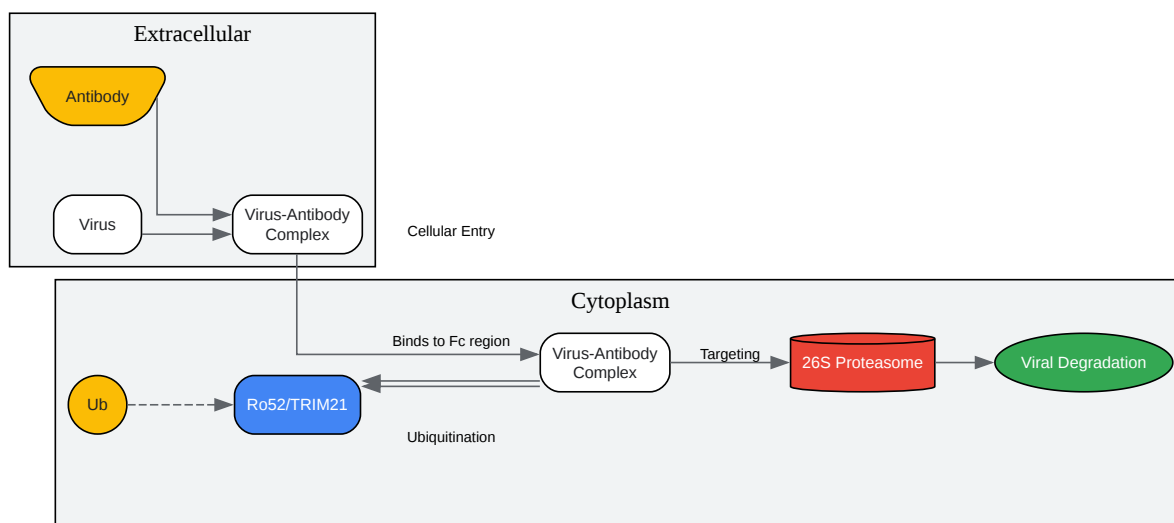 Extracellular
Antibody
Virus
Virus-Antibody
Complex
Cellular Entry
Cytoplasm
Binds to Fc region
Virus-Antibody
Complex
Targeting
26S Proteasome
Viral Degradation
Ub
Ro52/TRIM21
Ubiquitination